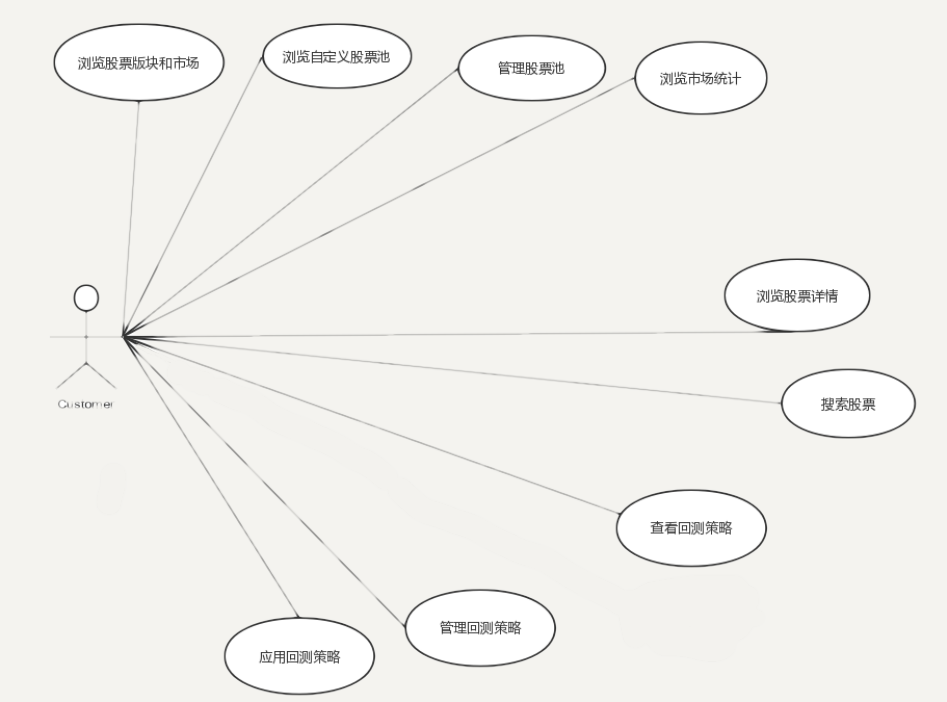 浏览股票版块和市场
浏览自定义股票池
管理股票池
浏览市场统计
浏览股票详情
Customer
搜索股票
查看回测策略
管理回测策略
应用回测策略